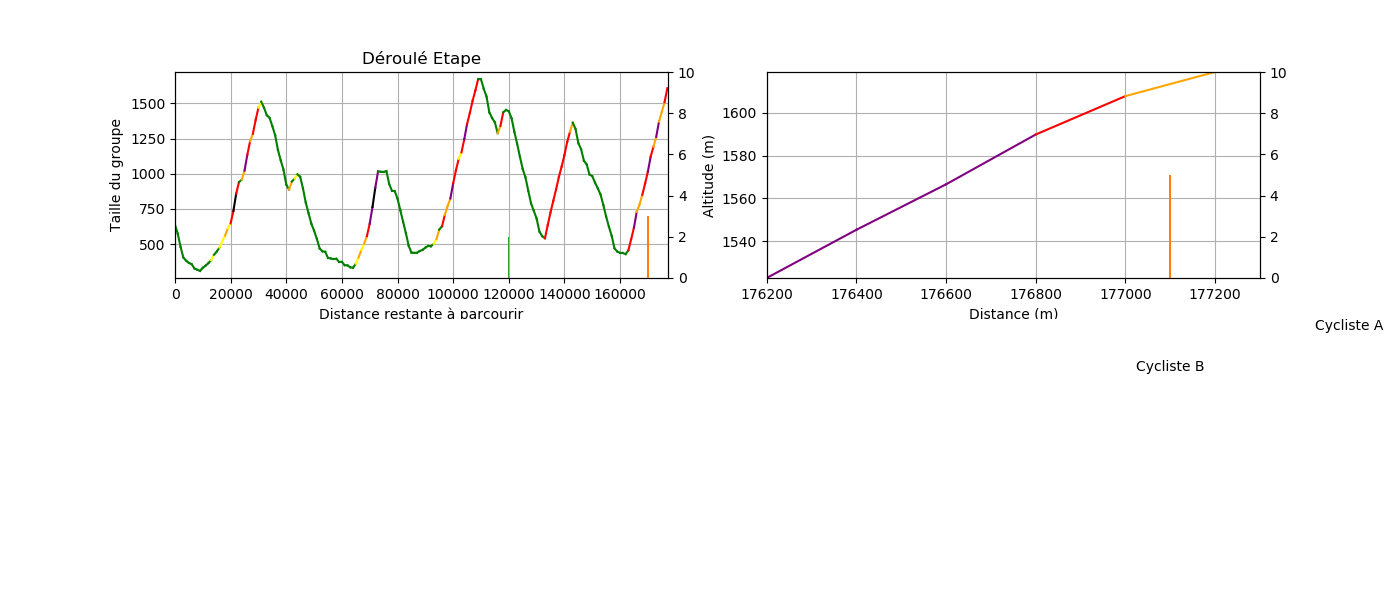 Déroulé Etape
Taille du groupe
1500
1250
1000
750
500
10
8
6
4
2
0
0 20000 40000 60000 80000 100000 120000 140000 160000
Distance restante à parcourir
Altitude (m)
1600
1580
1560
1540
10
8
6
4
2
0
176200 176400 176600 176800 177000 177200
Distance (m)
Cycliste A
Cycliste B